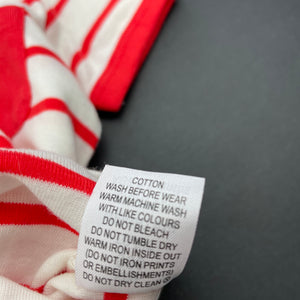 COTTON
WASH BEFORE WEAR
WARM MACHINE WASH
WITH LIKE COLOURS
DO NOT BLEACH
DO NOT TUMBLE DRY
WARM IRON INSIDE OUT
(DO NOT IRON PRINTS
OR EMBELLISHMENTS)
DO NOT DRY CLEAN